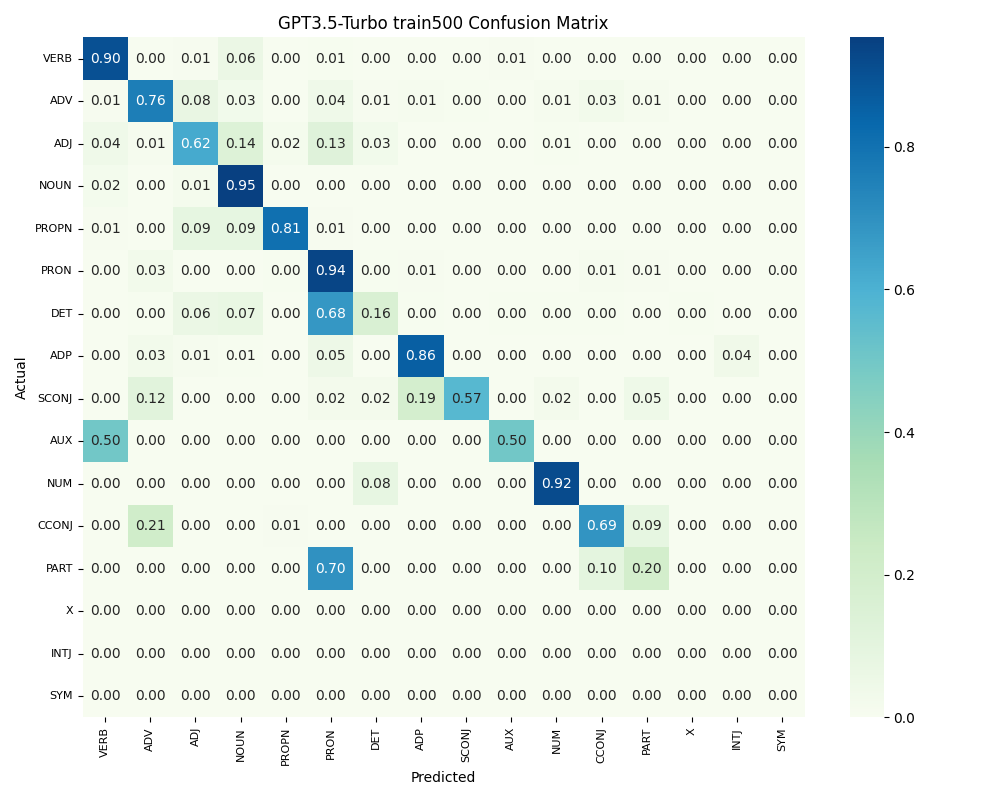 GPT3.5-Turbo train500 Confusion Matrix
VERB 0.90 0.00 0.01 0.06 0.00 0.01 0.00 0.00 0.00 0.01 0.00 0.00 0.00 0.00 0.00 0.00
ADV 0.01 0.76 0.08 0.03 0.00 0.04 0.01 0.01 0.00 0.00 0.01 0.03 0.01 0.00 0.00 0.00
0.8
ADJ 0.04 0.01 0.62 0.14 0.02 0.13 0.03 0.00 0.00 0.00 0.01 0.00 0.00 0.00 0.00 0.00
NOUN 0.02 0.00 0.01 0.95 0.00 0.00 0.00 0.00 0.00 0.00 0.00 0.00 0.00 0.00 0.00 0.00
PROPN 0.01 0.00 0.09 0.09 0.81 0.01 0.00 0.00 0.00 0.00 0.00 0.00 0.00 0.00 0.00 0.00
PRON 0.00 0.03 0.00 0.00 0.00 0.94 0.00 0.01 0.00 0.00 0.00 0.01 0.01 0.00 0.00 0.00
0.6
DET 0.00 0.00 0.06 0.07 0.00 0.68 0.16 0.00 0.00 0.00 0.00 0.00 0.00 0.00 0.00 0.00
ADP 0.00 0.03 0.01 0.01 0.00 0.05 0.00 0.86 0.00 0.00 0.00 0.00 0.00 0.00 0.04 0.00
Actual
SCONJ 0.00 0.12 0.00 0.00 0.00 0.02 0.02 0.19 0.57 0.00 0.02 0.00 0.05 0.00 0.00 0.00
0.4
AUX 0.50 0.00 0.00 0.00 0.00 0.00 0.00 0.00 0.00 0.50 0.00 0.00 0.00 0.00 0.00 0.00
NUM 0.00 0.00 0.00 0.00 0.00 0.00 0.08 0.00 0.00 0.00 0.92 0.00 0.00 0.00 0.00 0.00
CCONJ 0.00 0.21 0.00 0.00 0.01 0.00 0.00 0.00 0.00 0.00 0.00 0.69 0.09 0.00 0.00 0.00
PART 0.00 0.00 0.00 0.00 0.00 0.70 0.00 0.00 0.00 0.00 0.00 0.10 0.20 0.00 0.00 0.00
0.2
X 0.00 0.00 0.00 0.00 0.00 0.00 0.00 0.00 0.00 0.00 0.00 0.00 0.00 0.00 0.00 0.00
INTJ 0.00 0.00 0.00 0.00 0.00 0.00 0.00 0.00 0.00 0.00 0.00 0.00 0.00 0.00 0.00 0.00
SYM 0.00 0.00 0.00 0.00 0.00 0.00 0.00 0.00 0.00 0.00 0.00 0.00 0.00 0.00 0.00 0.00
0.0
VERB ADV ADJ NOUN PROPN PRON DET ADP SCONJ AUX NUM CCONJ PART X INTJ SYM
Predicted